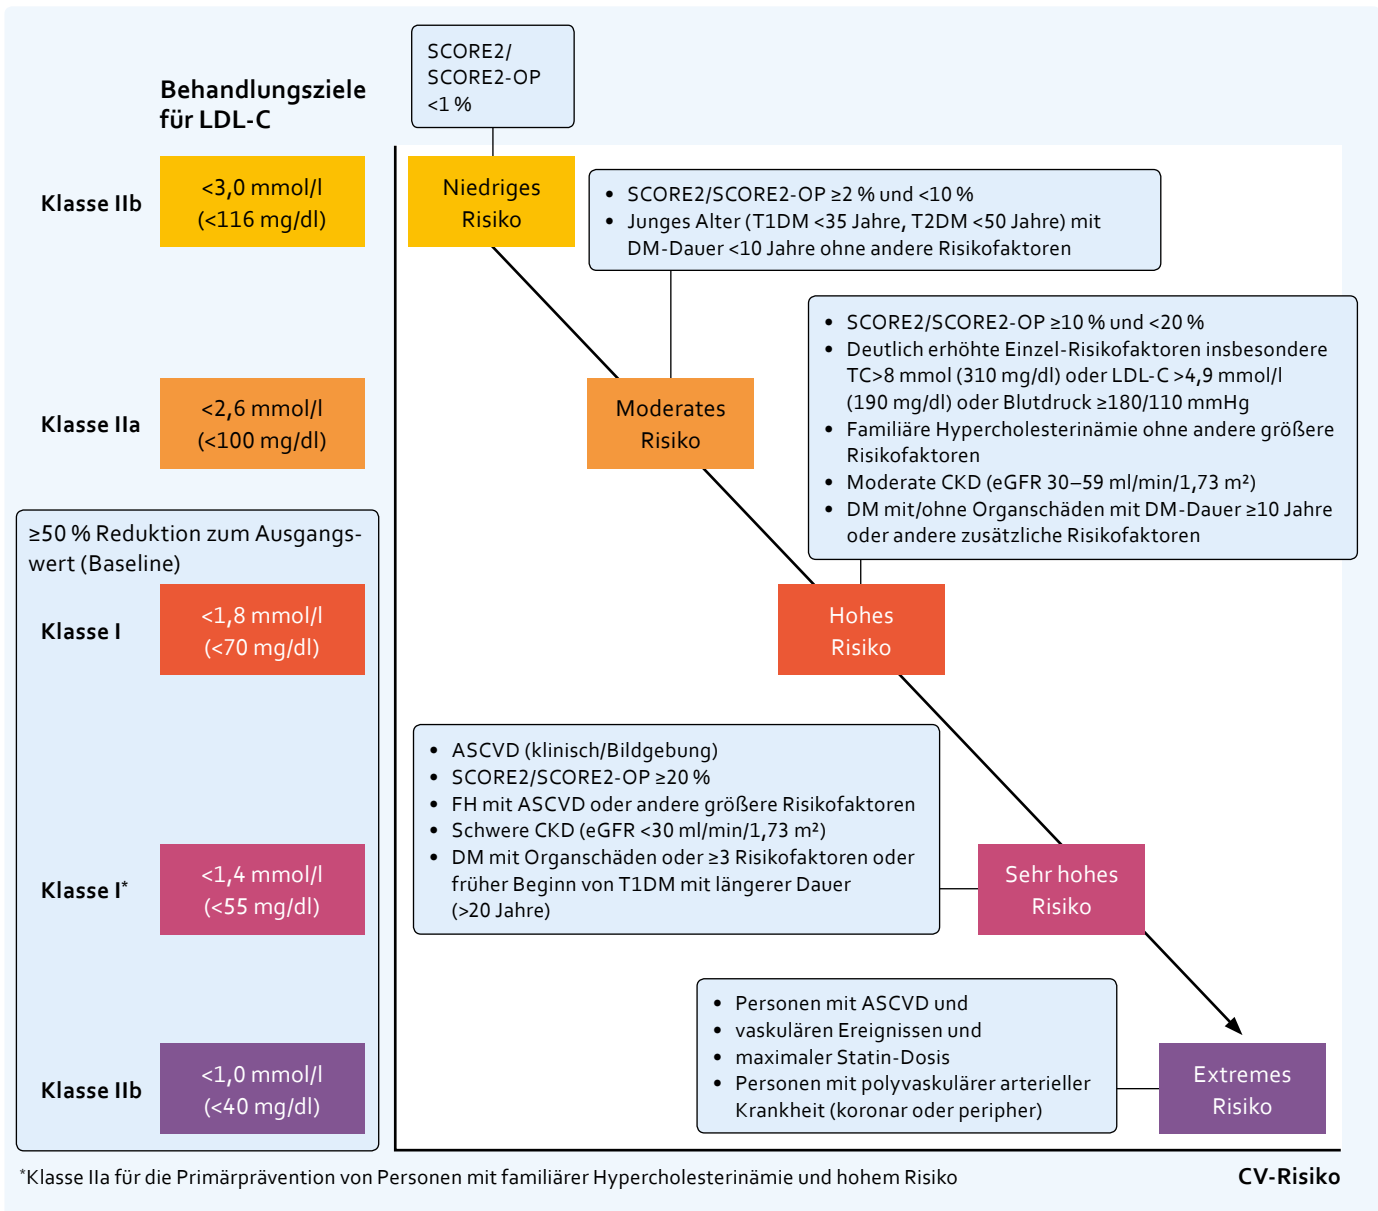 Behandlungsziele
für LDL-C
SCORE2/
SCORE2-OP
<1 %
Klasse IIb
<3,0 mmol/l
(<116 mg/dl)
Niedriges
Risiko
• SCORE2/SCORE2-OP ≥2 % und <10 %
• Junges Alter (T1DM <35 Jahre, T2DM <50 Jahre) mit
DM-Dauer <10 Jahre ohne andere Risikofaktoren
Klasse IIa
<2,6 mmol/l
(<100 mg/dl)
Moderates
Risiko
• SCORE2/SCORE2-OP ≥10 % und <20 %
• Deutlich erhöhte Einzel-Risikofaktoren insbesondere
TC>8 mmol (310 mg/dl) oder LDL-C >4,9 mmol/l
(190 mg/dl) oder Blutdruck ≥180/110 mmHg
• Familiäre Hypercholesterinämie ohne andere größere
Risikofaktoren
• Moderate CKD (eGFR 30–59 ml/min/1,73 m²)
• DM mit/ohne Organschäden mit DM-Dauer ≥10 Jahre
oder andere zusätzliche Risikofaktoren
≥50 % Reduktion zum Ausgangs-
wert (Baseline)
Klasse I
<1,8 mmol/l
(<70 mg/dl)
Hohes
Risiko
• ASCVD (klinisch/Bildgebung)
• SCORE2/SCORE2-OP ≥20 %
• FH mit ASCVD oder andere größere Risikofaktoren
• Schwere CKD (eGFR <30 ml/min/1,73 m²)
• DM mit Organschäden oder ≥3 Risikofaktoren oder
früher Beginn von T1DM mit längerer Dauer
(>20 Jahre)
Klasse I*
<1,4 mmol/l
(<55 mg/dl)
Sehr hohes
Risiko
• Personen mit ASCVD und
• vaskulären Ereignissen und
• maximaler Statin-Dosis
• Personen mit polyvaskulärer arterieller
Krankheit (koronar oder peripher)
Klasse IIb
<1,0 mmol/l
(<40 mg/dl)
Extremes
Risiko
*Klasse IIa für die Primärprävention von Personen mit familiärer Hypercholesterinämie und hohem Risiko
CV-Risiko